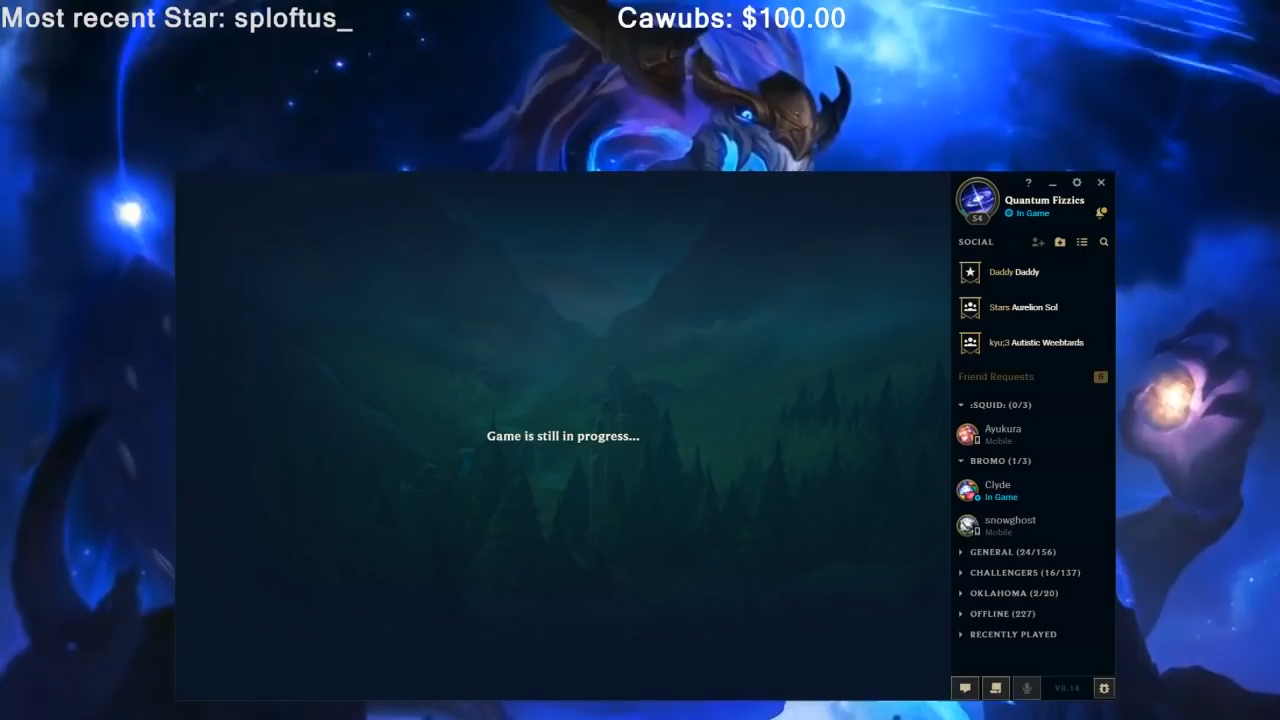 Most recent Star: sploftus_
Cawubs: $100.00
?
Quantum Fizzics
54
In Game
SOCIAL
Daddy Daddy
Stars Aurelion Sol
kyu;3 Autistic Weebtards
Friend Requests
6
:SQUID: (0/3)
Ayukura
Mobile
Game is still in progress...
BROMO (1/3)
Clyde
In Game
snowghost
Mobile
GENERAL (24/156)
CHALLENGERS (16/137)
OKLAHOMA (2/20)
OFFLINE (227)
RECENTLY PLAYED
V8.14